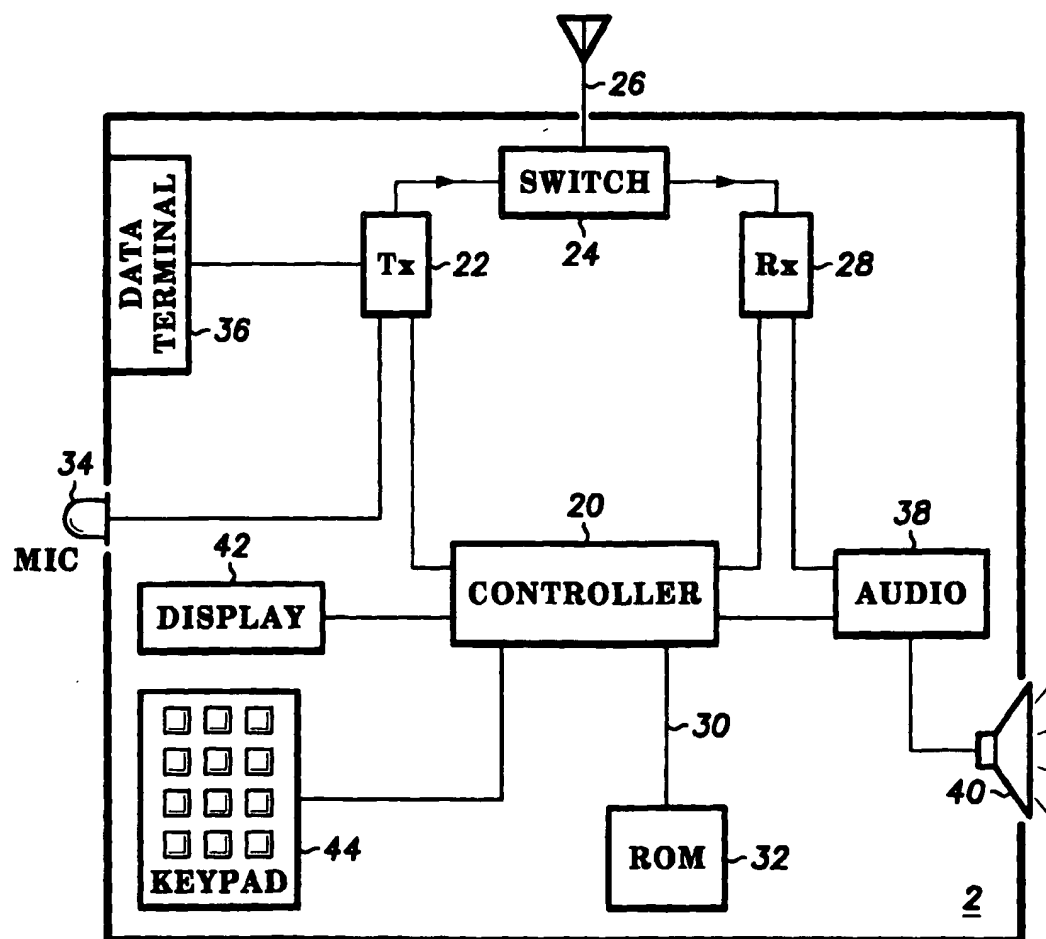 26
SWITCH
24
DATA
TERMINAL
36
Tx
22
Rx
28
34
MIC
20
CONTROLLER
38
AUDIO
42
DISPLAY
30
40
KEYPAD
44
ROM
32
2